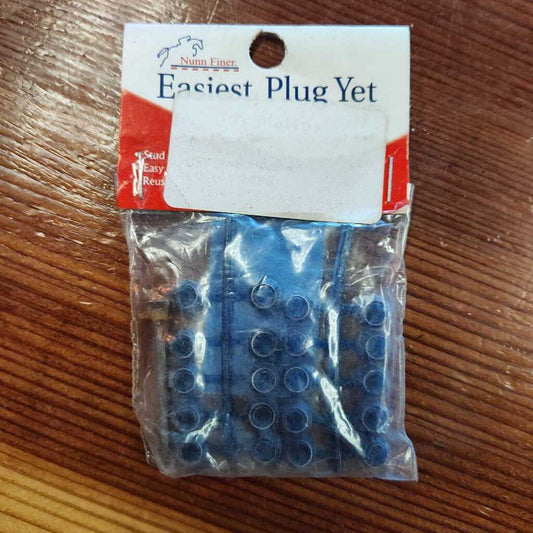 Nunn Finer.
Easiest Plug Yet
Stud
Easy
Reus